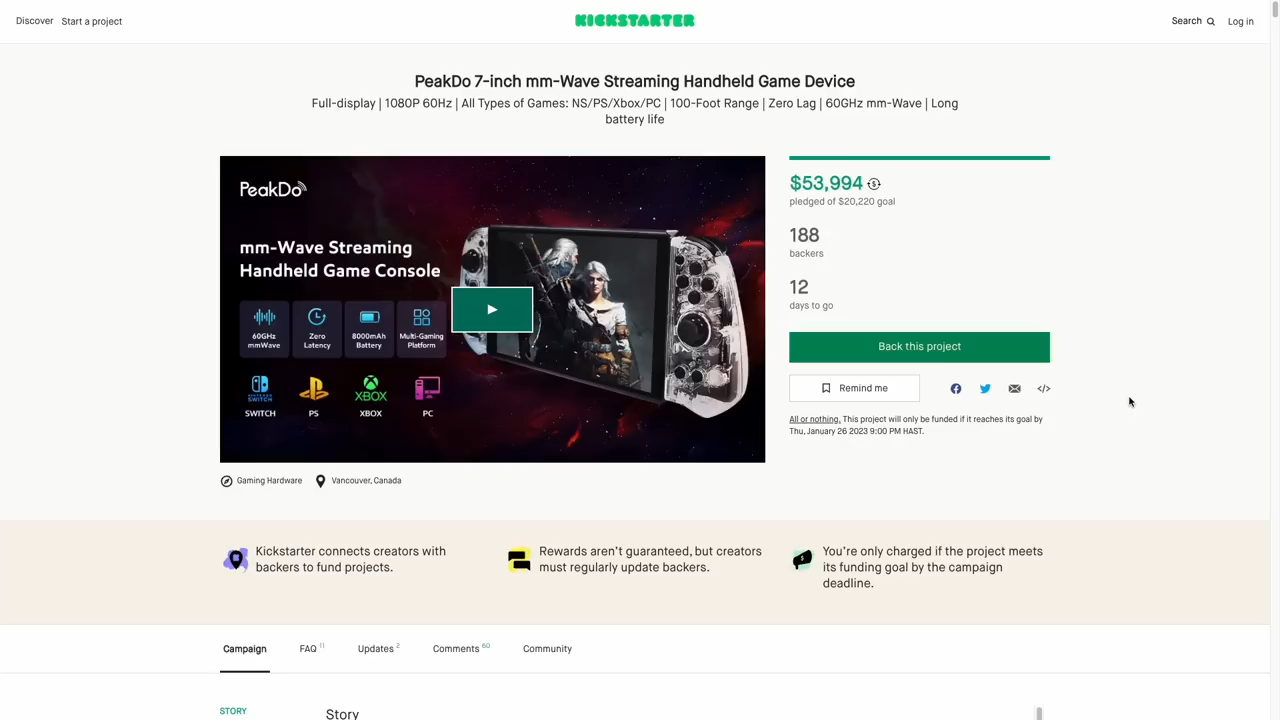 Discover
Start a project
KICKSTARTER
Search
Log in
PeakDo 7-inch mm-Wave Streaming Handheld Game Device
Full-display | 1080P 60Hz | All Types of Games: NS/PS/Xbox/PC | 100-Foot Range | Zero Lag | 60GHz mm-Wave | Long
battery life
PeakDo
mm-Wave Streaming
Handheld Game Console
60GHz
mmWave
Zero
Latency
8000mAh
Battery
Multi-Gaming
Platform
NINTENDO
SWITCH
SWITCH
PS
XBOX
XBOX
PC
$53,994
pledged of $20,220 goal
188
backers
12
days to go
Back this project
Remind me
All or nothing. This project will only be funded if it reaches its goal by
Thu, January 26 2023 9:00 PM HAST.
Gaming Hardware
Vancouver, Canada
Kickstarter connects creators with
backers to fund projects.
Rewards aren't guaranteed, but creators
must regularly update backers.
You're only charged if the project meets
its funding goal by the campaign
deadline.
Campaign
FAQ 11
Updates 2
Comments 60
Community
STORY
Story